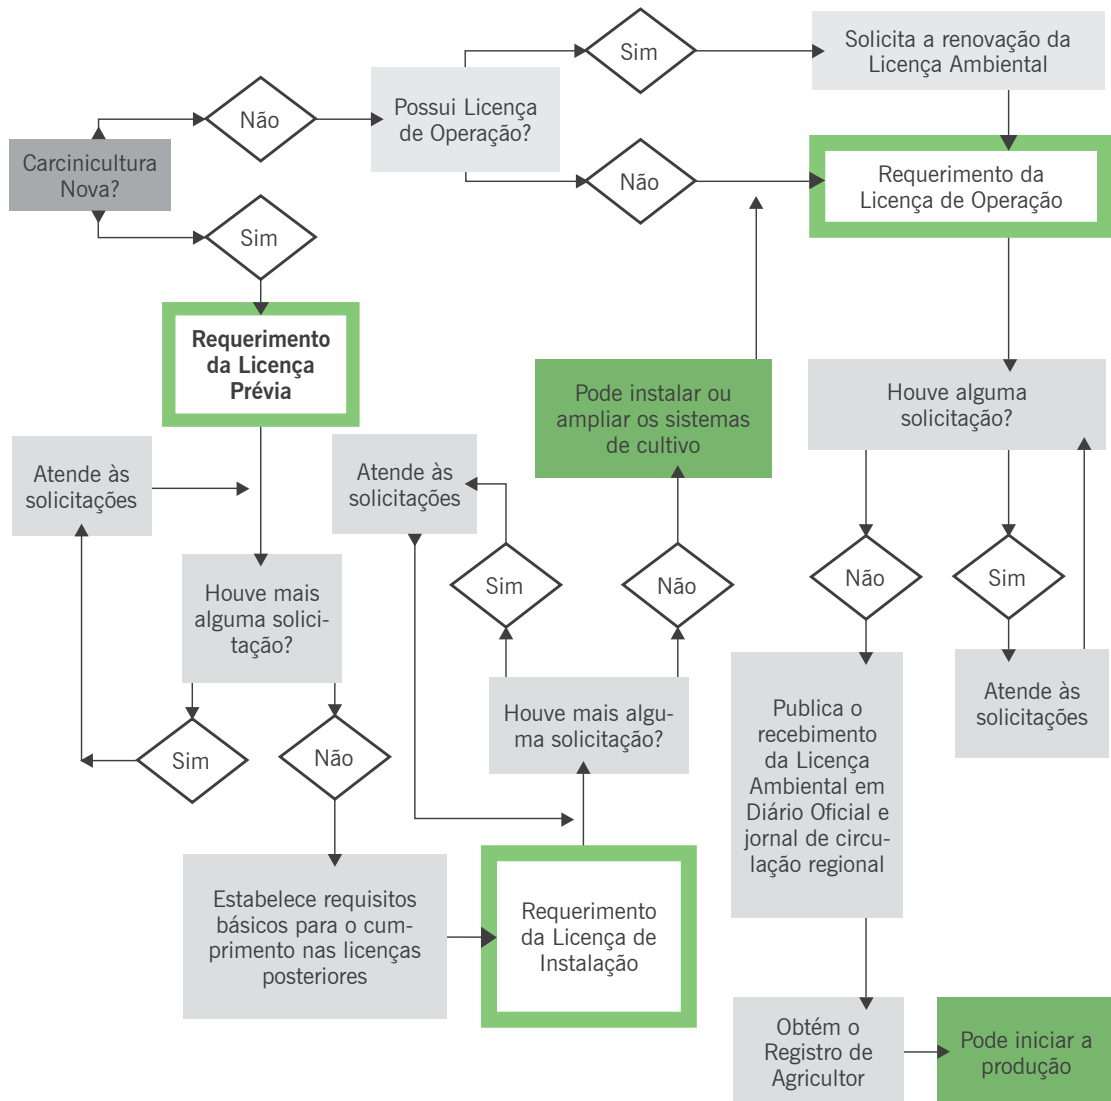 Carcinicultura
Nova?
Não
Sim
Possui Licença
de Operação?
Sim
Não
Solicita a renovação da
Licença Ambiental
Requerimento da
Licença de Operação
Requerimento
da Licença
Prévia
Atende às
solicitações
Houve mais
alguma solici-
tação?
Sim
Não
Estabelece requisitos
básicos para o cum-
primento nas licenças
posteriores
Requerimento
da Licença de
Instalação
Houve mais algu-
ma solicitação?
Sim
Não
Atende às
solicitações
Pode instalar ou
ampliar os sistemas
de cultivo
Houve alguma
solicitação?
Não
Sim
Atende às
solicitações
Publica o
recebimento
da Licença
Ambiental em
Diário Oficial e
jornal de circu-
lação regional
Obtém o
Registro de
Agricultor
Pode iniciar a
produção